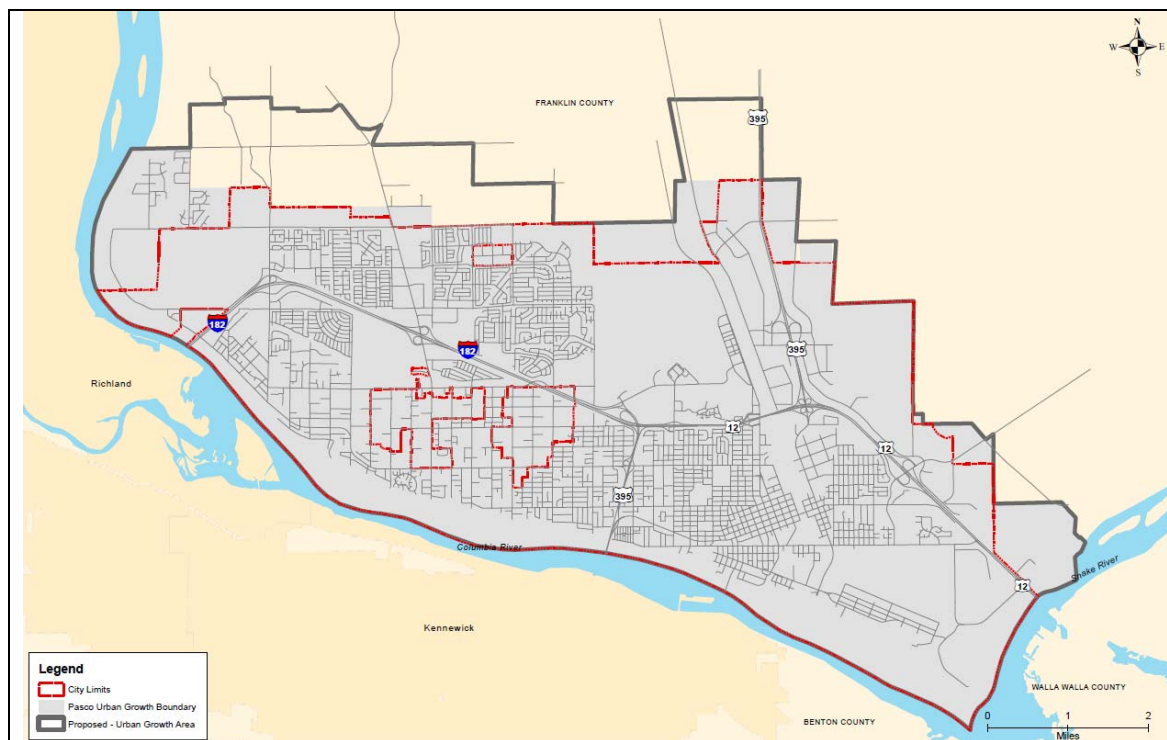 N
W E
S
FRANKLIN COUNTY
395
182
182
395
Richland
12
12
395
Columbia River
Snake River
12
Kennewick
WALLA WALLA COUNTY
BENTON COUNTY
Legend
City Limits
Pasco Urban Growth Boundary
Proposed - Urban Growth Area
0 1 2
Miles